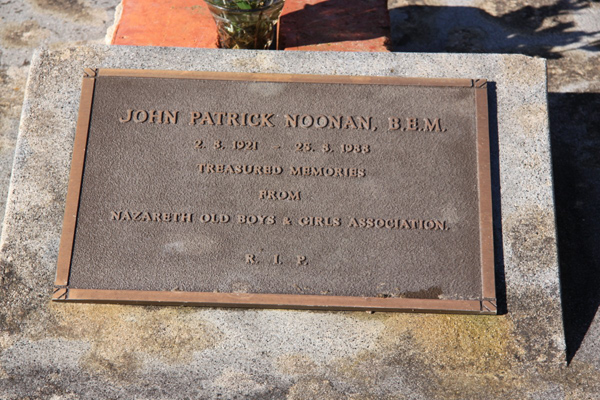 JOHN PATRICK NOONAN, B.E.M.
2. 3. 1921 - 25. 3. 1988
TREASURED MEMORIES
FROM
NAZARETH OLD BOYS & GIRLS ASSOCIATION.
R. I. P.